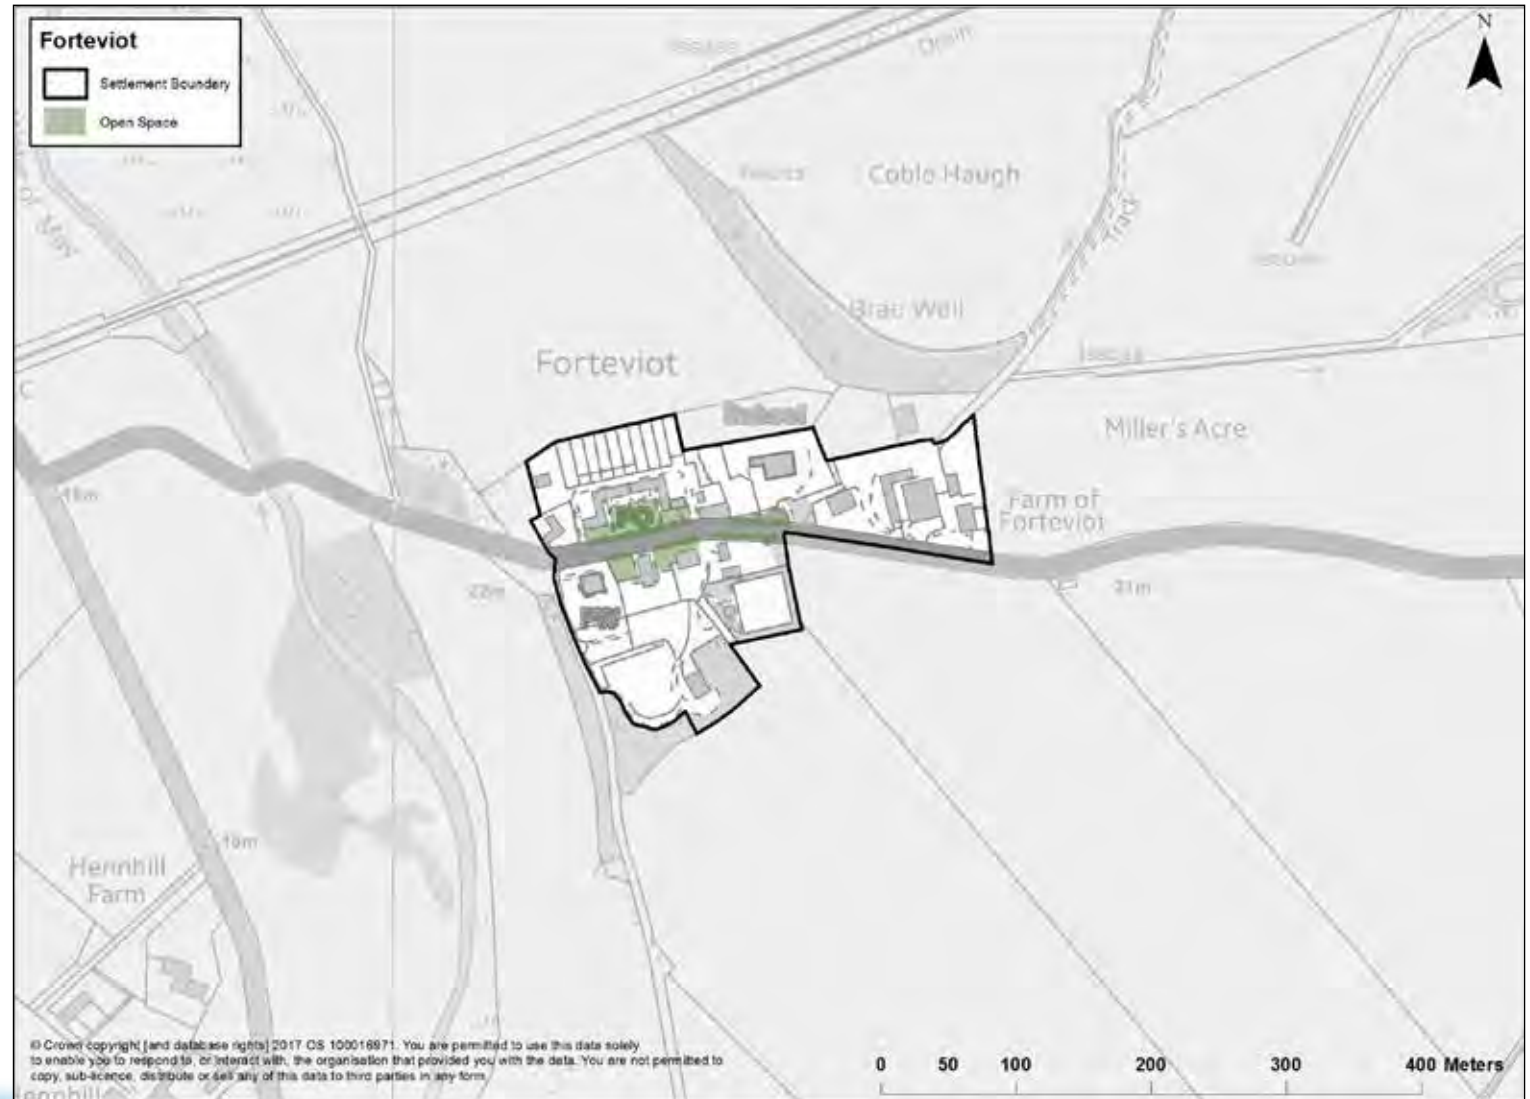 Forteviot
Settlement Boundary
Open Space
N
Drain
Coble Haugh
Track
Brae Well
Forteviot
Miller's Acre
Farm of
Forteviot
18m
22m
21m
19m
Hennhill
Farm
© Crown copyright [and database rights] 2017 OS 100016971. You are permitted to use this data solely
to enable you to respond to, or interact with, the organisation that provided you with the data. You are not permitted to
copy, sub-licence, distribute or sell any of this data to third parties in any form.
0 50 100 200 300 400 Meters